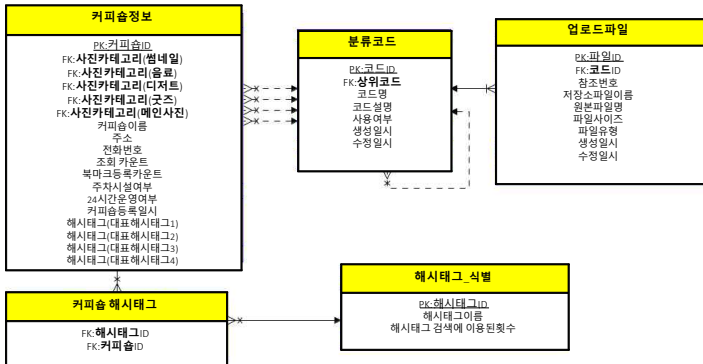 커피숍정보
PK:커피숍ID
FK:사진카테고리(썸네일)
FK:사진카테고리(음료)
FK:사진카테고리(디저트)
FK:사진카테고리(굿즈)
FK:사진카테고리(메인사진)
커피숍이름
주소
전화번호
조회 카운트
북마크등록카운트
주차시설여부
24시간운영여부
커피숍등록일시
해시태그(대표해시태그1)
해시태그(대표해시태그2)
해시태그(대표해시태그3)
해시태그(대표해시태그4)
분류코드
PK:코드ID
FK:상위코드
코드명
코드설명
사용여부
생성일시
수정일시
업로드파일
PK:파일ID
FK:코드ID
참조번호
저장소파일이름
원본파일명
파일사이즈
파일유형
생성일시
수정일시
커피숍 해시태그
FK:해시태그ID
FK:커피숍ID
해시태그_식별
PK:해시태그ID
해시태그이름
해시태그 검색에 이용된횟수